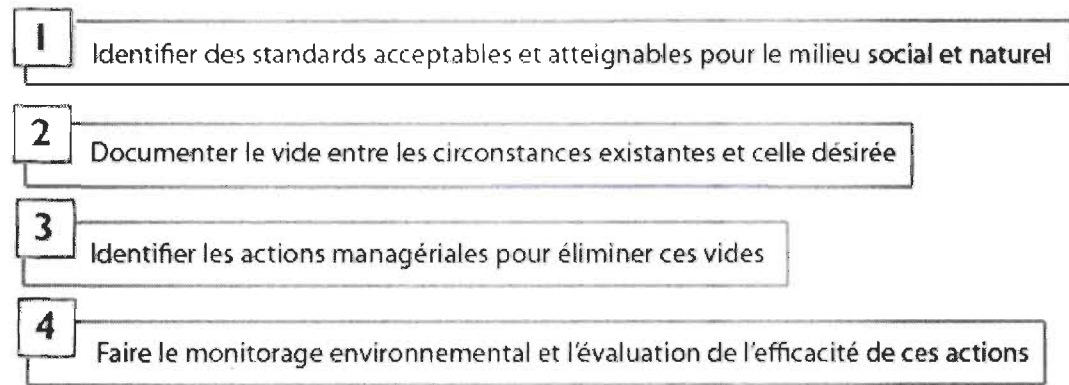 1
Identifier des standards acceptables et atteignables pour le milieu social et naturel
2
Documenter le vide entre les circonstances existantes et celle désirée
3
Identifier les actions managériales pour éliminer ces vides
4
Faire le monitorage environnemental et l'évaluation de l'efficacité de ces actions